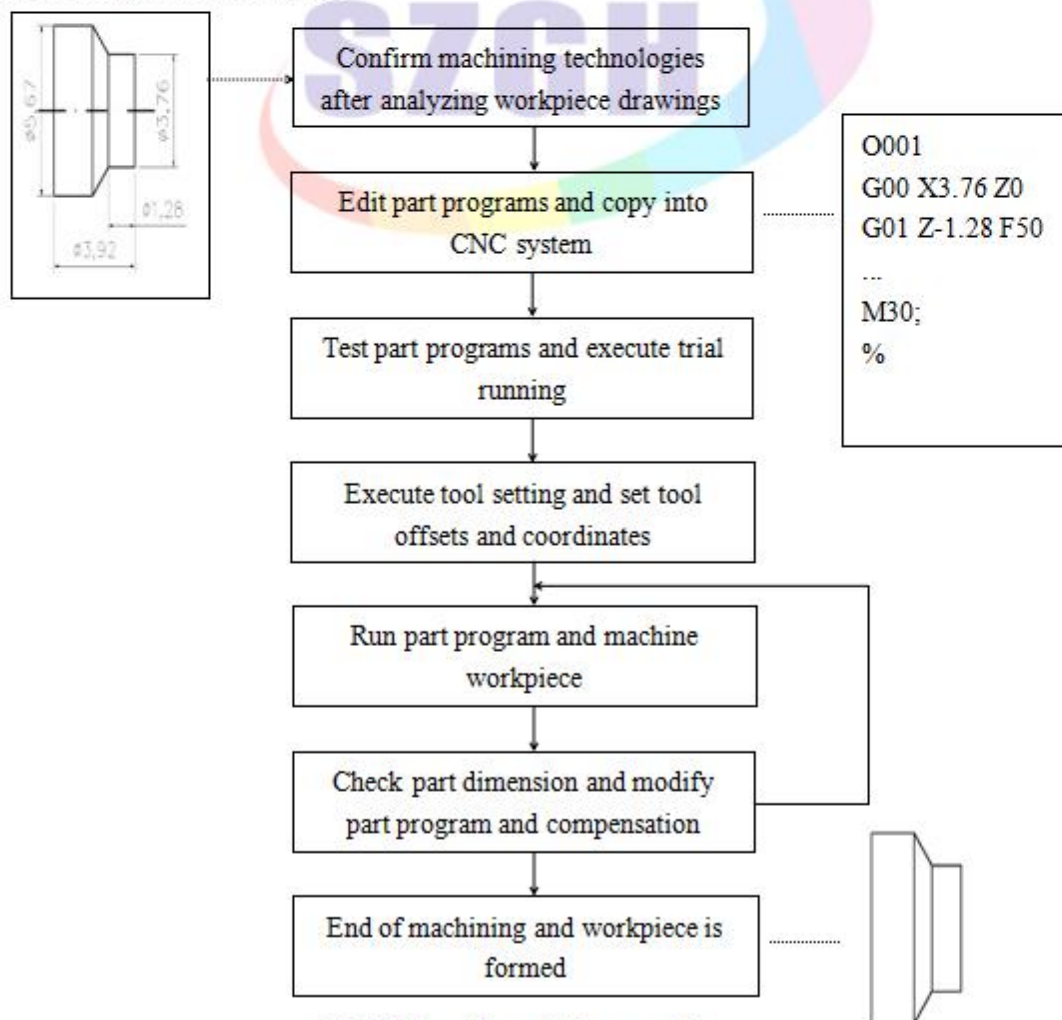 SZGH
Confirm machining technologies
after analyzing workpiece drawings
ø5,67
ø3,76
ø1,28
ø3,92
Edit part programs and copy into
CNC system
O001
G00 X3.76 Z0
G01 Z-1.28 F50
...
M30;
%
Test part programs and execute trial
running
Execute tool setting and set tool
offsets and coordinates
Run part program and machine
workpiece
Check part dimension and modify
part program and compensation
End of machining and workpiece is
formed